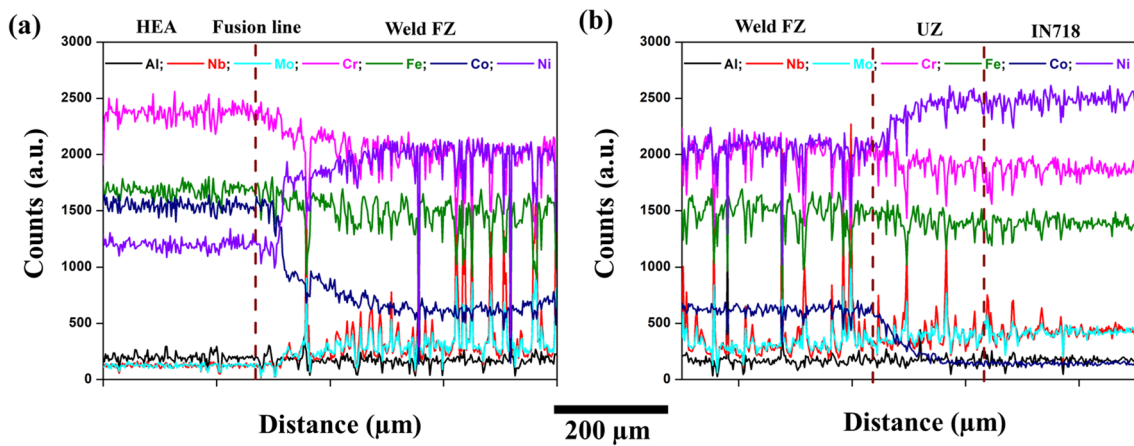 (a)
HEA Fusion line Weld FZ
3000
Al; Nb; Mo; Cr; Fe; Co; Ni
2500
2000
1500
1000
500
0
Counts (a.u.)
Distance (µm)
200 µm
(b)
Weld FZ UZ IN718
3000
Al; Nb; Mo; Cr; Fe; Co; Ni
2500
2000
1500
1000
500
0
Counts (a.u.)
Distance (µm)